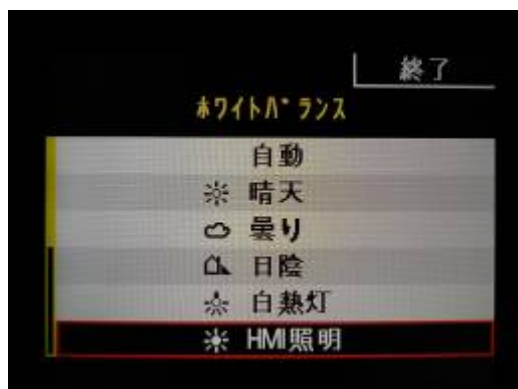 終了
ホワイトバランス
自動
晴天
曇り
日陰
白熱灯
HMI照明